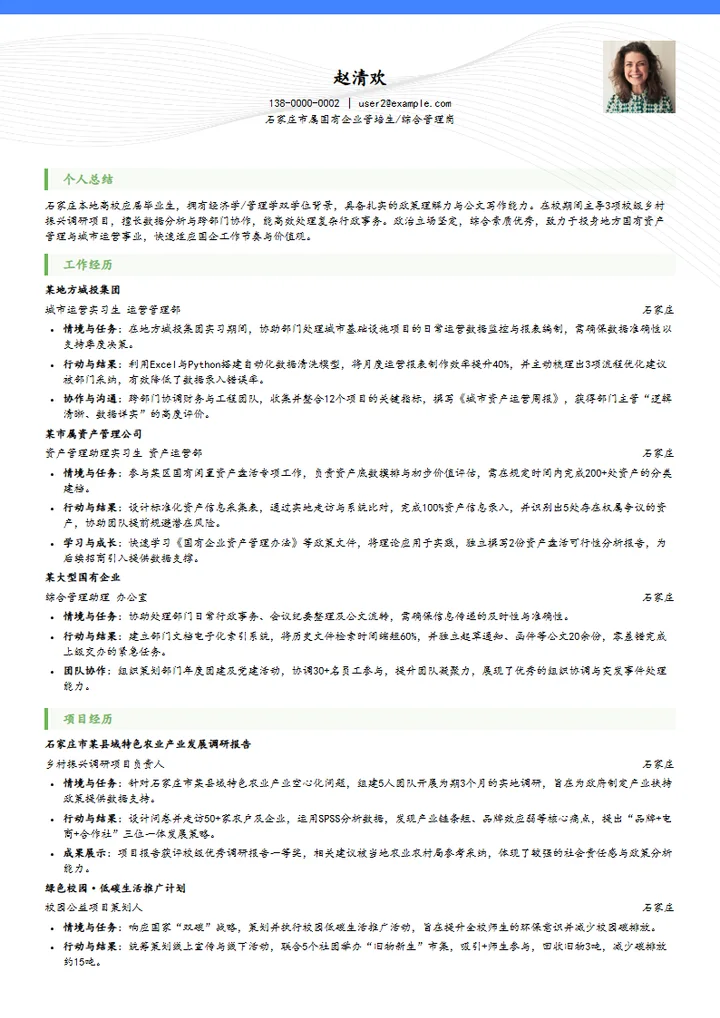 赵清欢
138-0000-0002 | user2@example.com
石家庄市属国有企业管培生/综合管理岗
个人总结
石家庄本地高校应届毕业生，拥有经济学/管理学双学位背景，具备扎实的政策理解力与公文写作能力。在校期间主导3项校级乡村
振兴调研项目，擅长数据分析与跨部门协作，能高效处理复杂行政事务。政治立场坚定，综合素质优秀，致力于投身地方国有资产
管理与城市运营事业，快速适应国企工作节奏与价值观。
工作经历
某地方城投集团
城市运营实习生 运营管理部 石家庄
• 情境与任务：在地方城投集团实习期间，协助部门处理城市基础设施项目的日常运营数据监控与报表编制，需确保数据准确性以
支持季度决策。
• 行动与结果：利用Excel与Python搭建自动化数据清洗模型，将月度运营报表制作效率提升40%，并主动梳理出3项流程优化建议
被部门采纳，有效降低了数据录入错误率。
• 协作与沟通：跨部门协调财务与工程团队，收集并整合12个项目的关键指标，撰写《城市资产运营周报》，获得部门主管“逻辑
清晰、数据详实”的高度评价。
某市属资产管理公司
资产管理助理实习生 资产运营部 石家庄
• 情境与任务：参与某区国有闲置资产盘活专项工作，负责资产底数摸排与初步价值评估，需在规定时间内完成200+处资产的分类
建档。
• 行动与结果：设计标准化资产信息采集表，通过实地走访与系统比对，完成100%资产信息录入，并识别出5处存在权属争议的资
产，协助团队提前规避潜在风险。
• 学习与成长：快速学习《国有企业资产管理办法》等政策文件，将理论应用于实践，独立撰写2份资产盘活可行性分析报告，为
后续招商引入提供数据支撑。
某大型国有企业
综合管理助理 办公室 石家庄
• 情境与任务：协助处理部门日常行政事务、会议纪要整理及公文流转，需确保信息传递的及时性与准确性。
• 行动与结果：建立部门文档电子化索引系统，将历史文件检索时间缩短60%，并独立起草通知、函件等公文20余份，零差错完成
上级交办的紧急任务。
• 团队协作：组织策划部门年度团建及党建活动，协调30+名员工参与，提升团队凝聚力，展现了优秀的组织协调与突发事件处理
能力。
项目经历
石家庄市某县域特色农业产业发展调研报告
乡村振兴调研项目负责人 石家庄
• 情境与任务：针对石家庄市某县域特色农业产业空心化问题，组建5人团队开展为期3个月的实地调研，旨在为政府制定产业扶持
政策提供数据支持。
• 行动与结果：设计问卷并走访50+家农户及企业，运用SPSS分析数据，发现产业链条短、品牌效应弱等核心痛点，提出“品牌+电
商+合作社”三位一体发展策略。
• 成果展示：项目报告获评校级优秀调研报告一等奖，相关建议被当地农业农村局参考采纳，体现了较强的社会责任感与政策分析
能力。
绿色校园·低碳生活推广计划
校园公益项目策划人 石家庄
• 情境与任务：响应国家“双碳”战略，策划并执行校园低碳生活推广活动，旨在提升全校师生的环保意识并减少校园碳排放。
• 行动与结果：统筹策划线上宣传与线下活动，联合5个社团举办“旧物新生”市集，吸引+师生参与，回收旧物3吨，减少碳排放
约15吨。